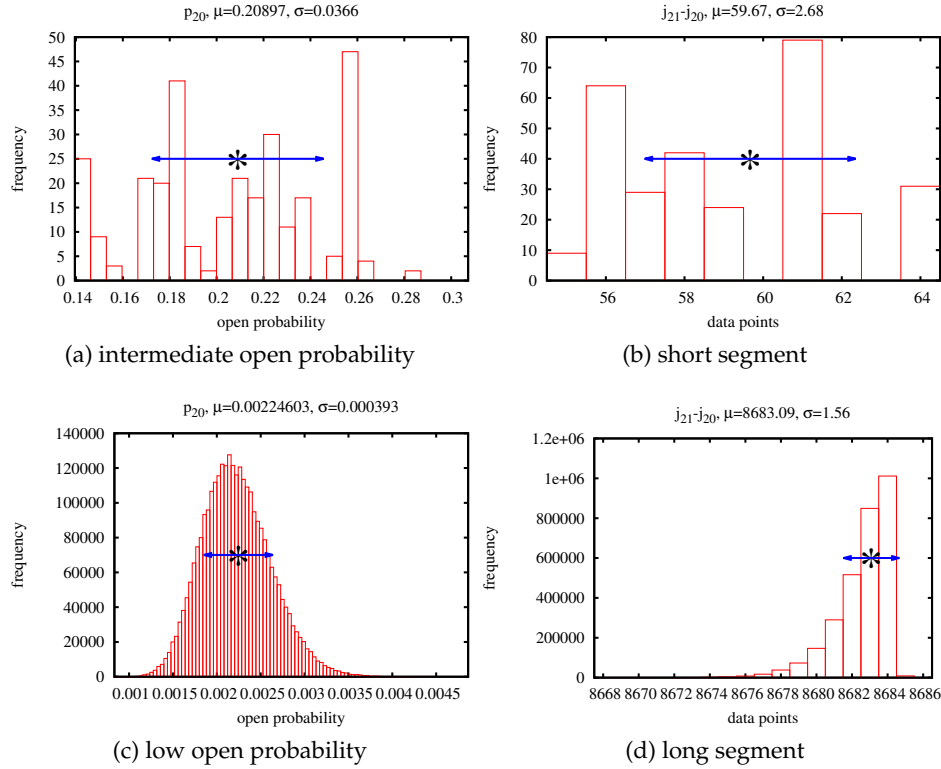 p20, μ=0.20897, σ=0.0366
50
45
40
35
30
25
20
15
10
5
0
frequency
0.14 0.16 0.18 0.2 0.22 0.24 0.26 0.28 0.3
open probability
(a) intermediate open probability
j21-j20, μ=59.67, σ=2.68
80
70
60
50
40
30
20
10
0
frequency
56 58 60 62 64
data points
(b) short segment
p20, μ=0.00224603, σ=0.000393
140000
120000
100000
80000
60000
40000
20000
0
frequency
0.001 0.0015 0.002 0.0025 0.003 0.0035 0.004 0.0045
open probability
(c) low open probability
j21-j20, μ=8683.09, σ=1.56
1.2e+06
1e+06
800000
600000
400000
200000
0
frequency
8668 8670 8672 8674 8676 8678 8680 8682 8684 8686
data points
(d) long segment